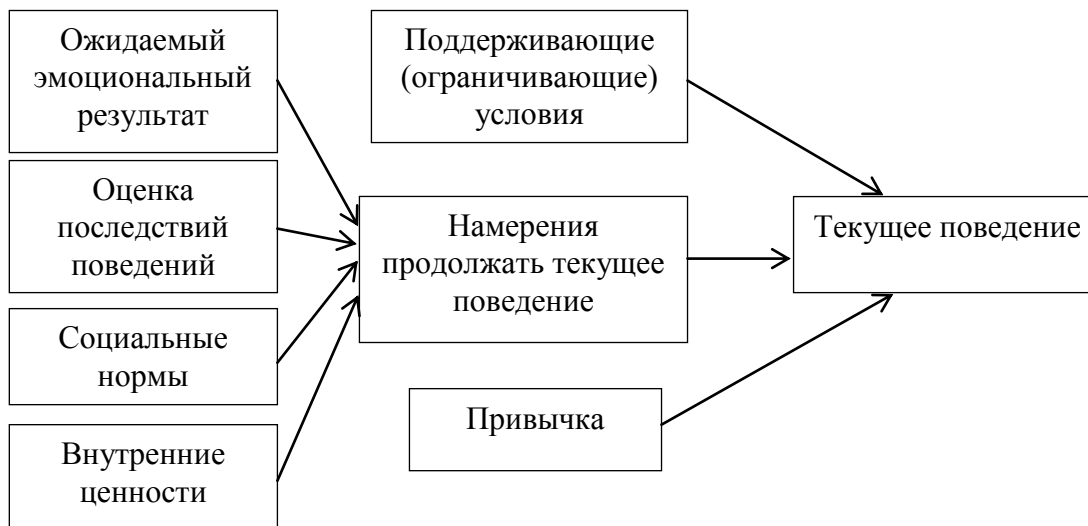 Ожидаемый
эмоциональный
результат
Поддерживающие
(ограничивающие)
условия
Оценка
последствий
поведений
Намерения
продолжать текущее
поведение
Текущее поведение
Социальные
нормы
Привычка
Внутренние
ценности